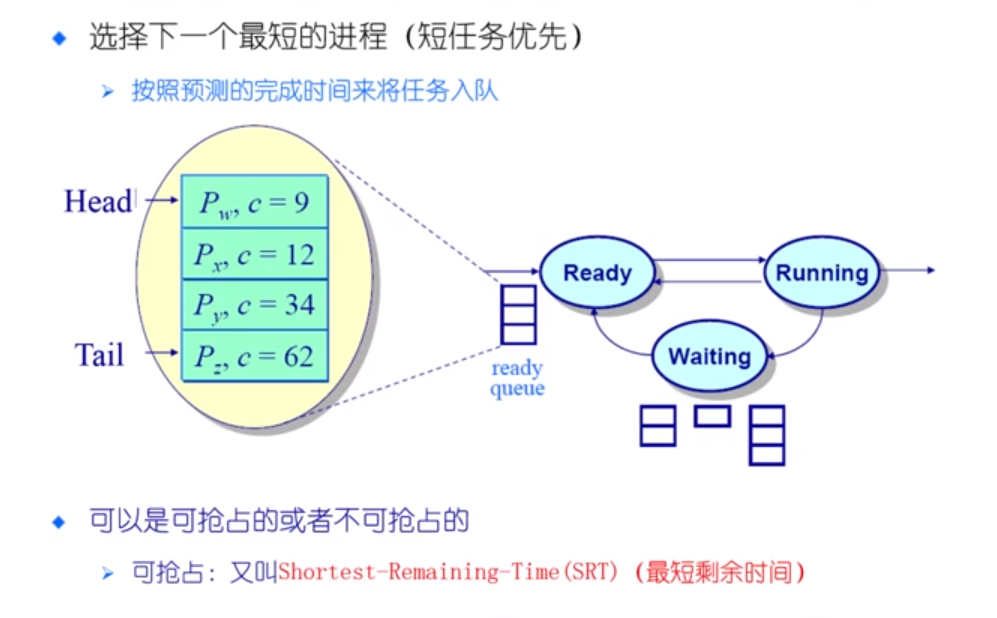 选择下一个最短的进程（短任务优先）
按照预测的完成时间来将任务入队
Head
Pw, c = 9
Px, c = 12
Py, c = 34
Tail
Pz, c = 62
Ready
Running
Waiting
ready
queue
可以是可抢占的或者不可抢占的
可抢占：又叫Shortest-Remaining-Time(SRT)（最短剩余时间）